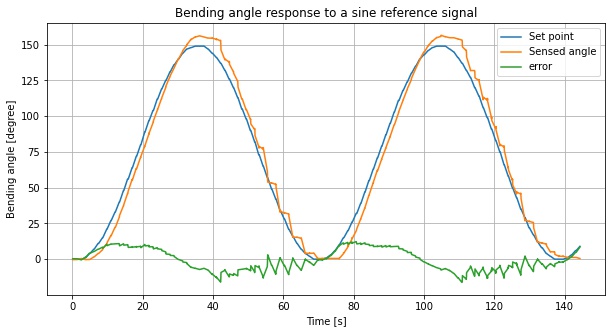 Bending angle response to a sine reference signal
Set point
Sensed angle
error
Bending angle [degree]
150
125
100
75
50
25
0
0
20
40
60
80
100
120
140
Time [s]